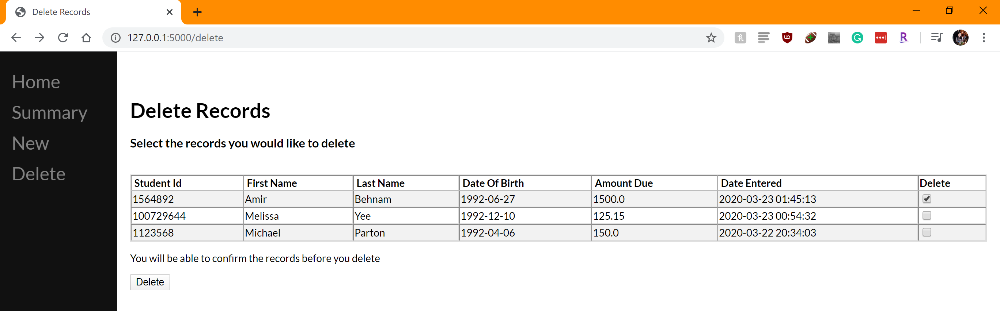 Delete Records
127.0.0.1:5000/delete
Home
Summary
New
Delete
Delete Records
Select the records you would like to delete
Student Id First Name Last Name Date Of Birth Amount Due Date Entered Delete
1564892 Amir Behnam 1992-06-27 1500.0 2020-03-23 01:45:13
100729644 Melissa Yee 1992-12-10 125.15 2020-03-23 00:54:32
1123568 Michael Parton 1992-04-06 150.0 2020-03-22 20:34:03
You will be able to confirm the records before you delete
Delete